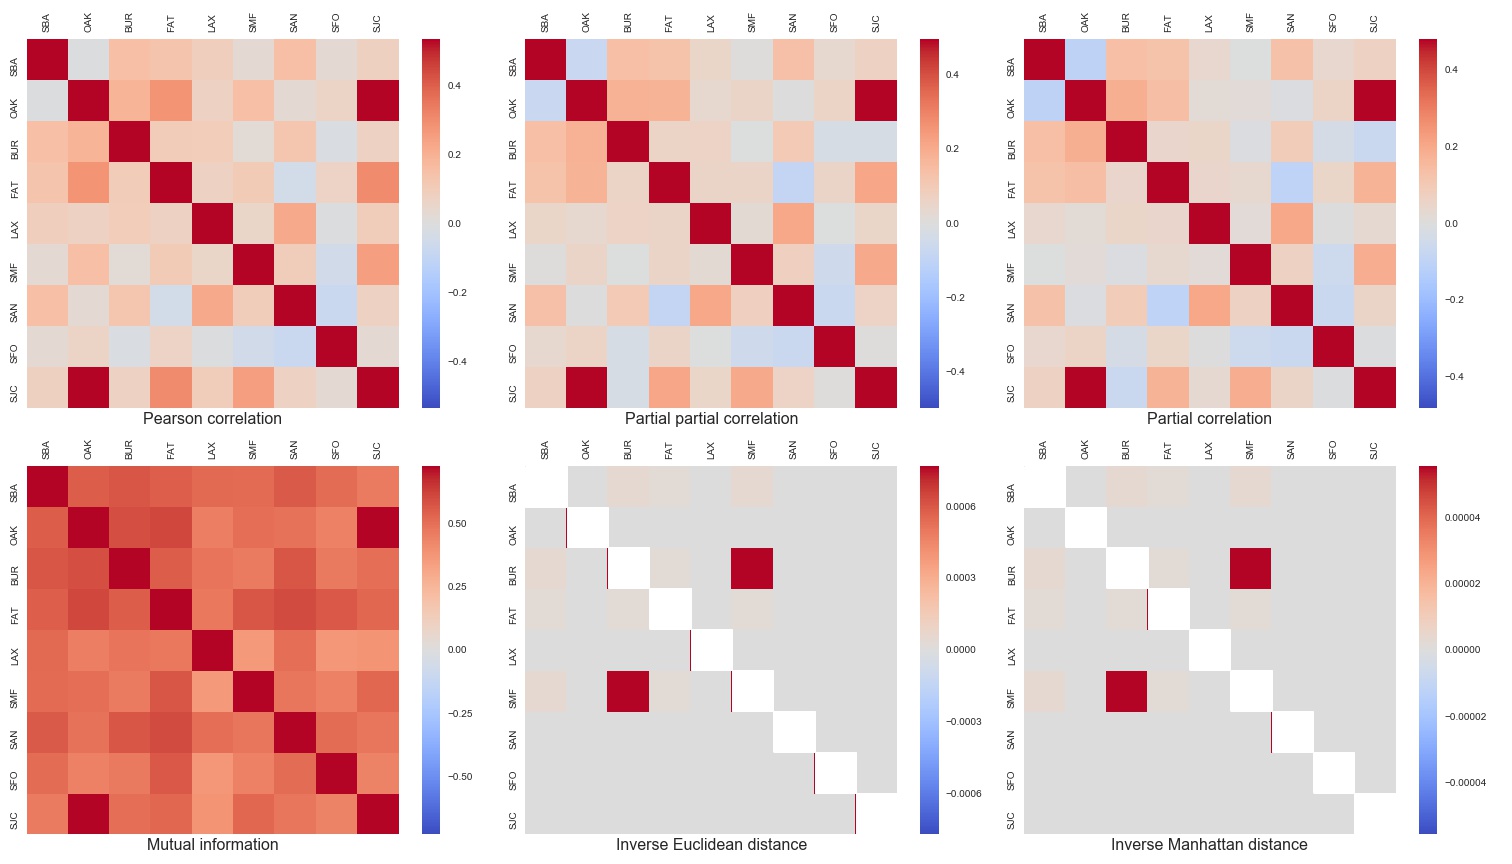 SBA OAK BUR FAT LAX SMF SAN SFO SJC
SBA
OAK
BUR
FAT
LAX
SMF
SAN
SFO
SJC
0.4
0.2
0.0
−0.2
−0.4
Pearson correlation
SBA OAK BUR FAT LAX SMF SAN SFO SJC
SBA
OAK
BUR
FAT
LAX
SMF
SAN
SFO
SJC
0.4
0.2
0.0
−0.2
−0.4
Partial partial correlation
SBA OAK BUR FAT LAX SMF SAN SFO SJC
SBA
OAK
BUR
FAT
LAX
SMF
SAN
SFO
SJC
0.4
0.2
0.0
−0.2
−0.4
Partial correlation
SBA OAK BUR FAT LAX SMF SAN SFO SJC
SBA
OAK
BUR
FAT
LAX
SMF
SAN
SFO
SJC
0.50
0.25
0.00
−0.25
−0.50
Mutual information
SBA OAK BUR FAT LAX SMF SAN SFO SJC
SBA
OAK
BUR
FAT
LAX
SMF
SAN
SFO
SJC
0.0006
0.0003
0.0000
−0.0003
−0.0006
Inverse Euclidean distance
SBA OAK BUR FAT LAX SMF SAN SFO SJC
SBA
OAK
BUR
FAT
LAX
SMF
SAN
SFO
SJC
0.00004
0.00002
0.00000
−0.00002
−0.00004
Inverse Manhattan distance